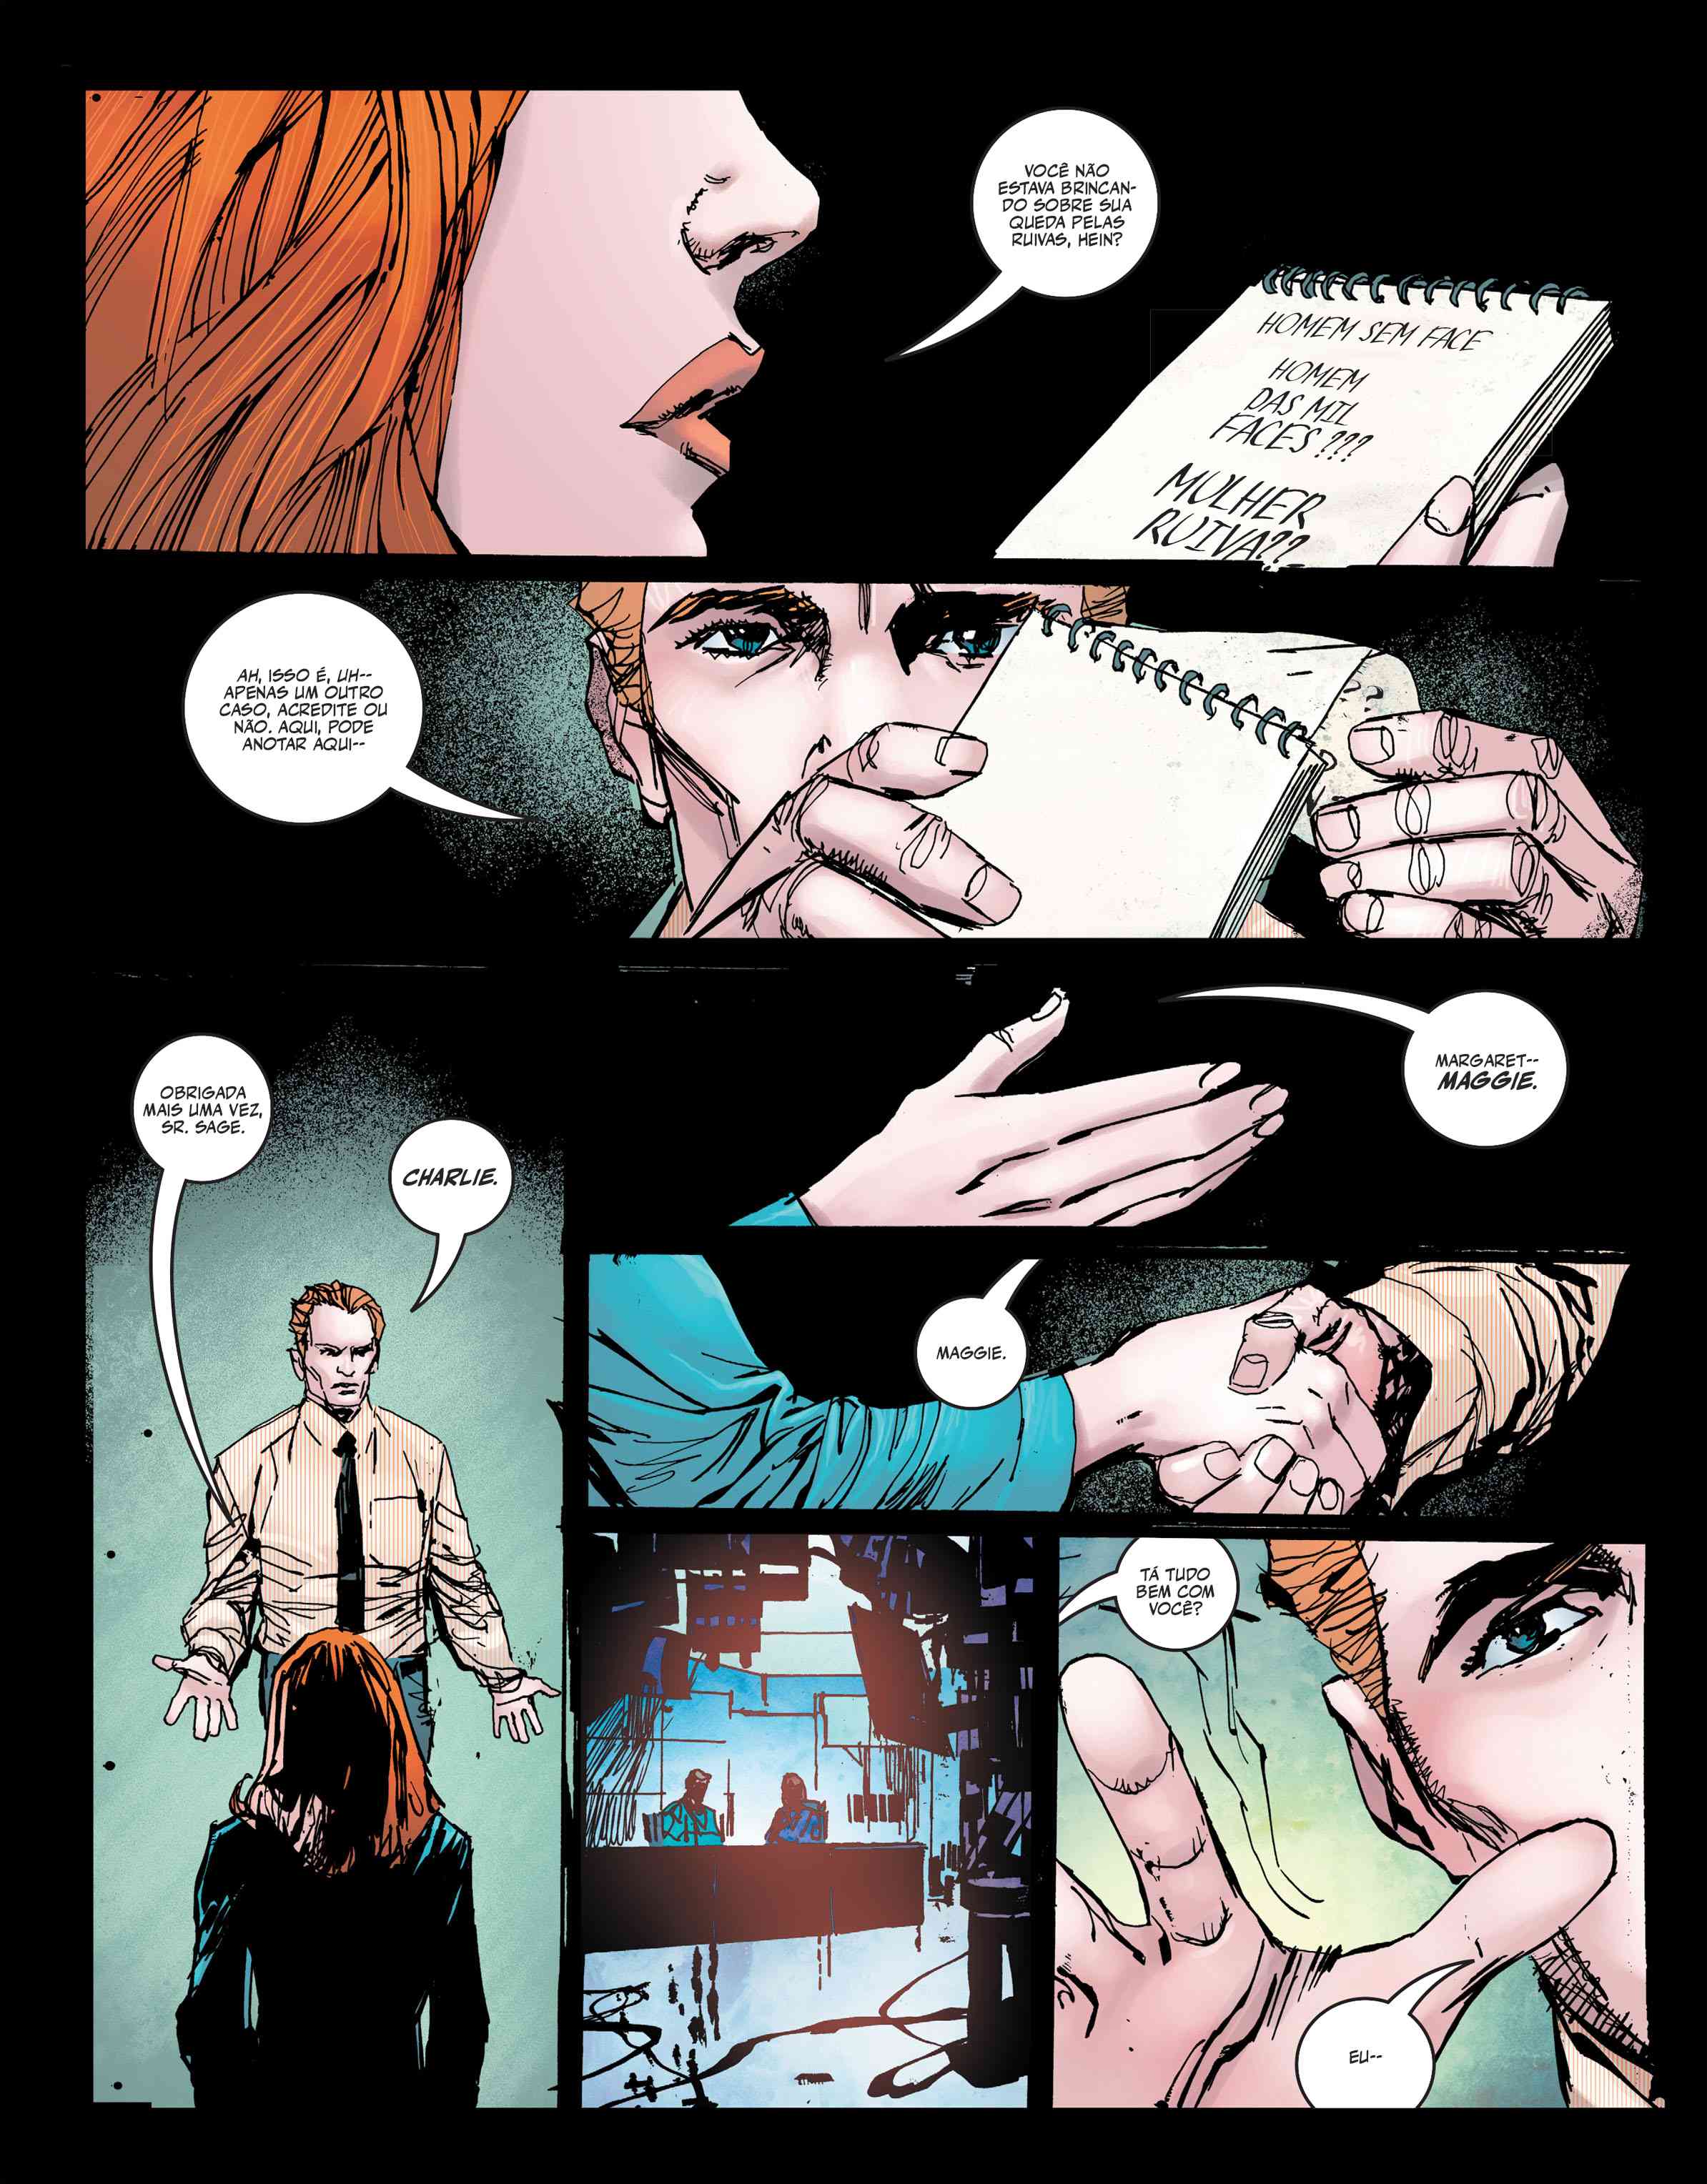 VOCÊ NÃO
ESTAVA BRINCAN-
DO SOBRE SUA
QUEDA PELAS
RUIVAS, HEIN?
HOMEM SEM FACE
HOMEM
DAS MIL
FACES???
MULHER
RUIVA??
AH, ISSO É, UH--
APENAS UM OUTRO
CASO, ACREDITE OU
NÃO. AQUI, PODE
ANOTAR AQUI--
??
OBRIGADA
MAIS UMA VEZ,
SR. SAGE.
CHARLIE.
MARGARET--
MAGGIE.
MAGGIE.
TÁ TUDO
BEM COM
VOCÊ?
EU--